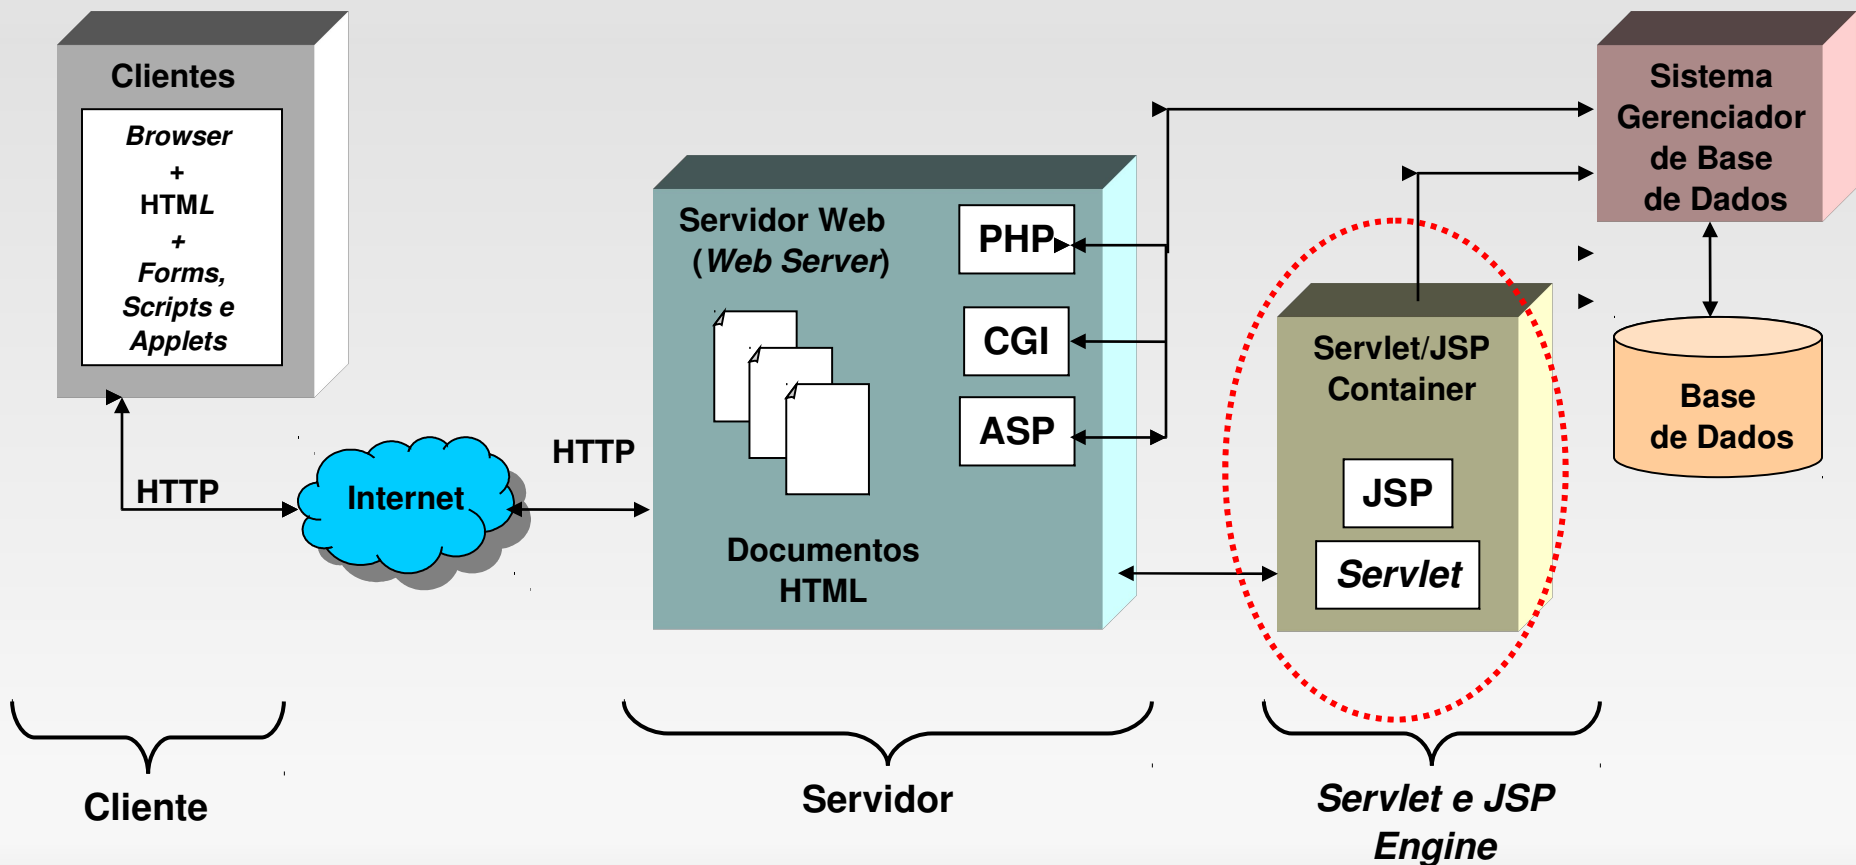 Clientes
Browser
+
HTML
+
Forms,
Scripts e
Applets
HTTP
Internet
HTTP
Servidor Web
(Web Server)
PHP
CGI
ASP
Documentos
HTML
Servlet/JSP
Container
JSP
Servlet
Sistema
Gerenciador
de Base
de Dados
Base
de Dados
Cliente
Servidor
Servlet e JSP
Engine